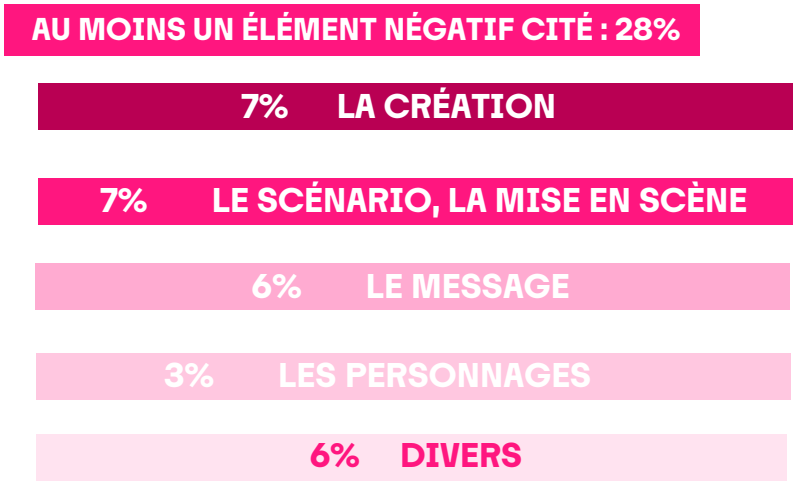 AU MOINS UN ÉLÉMENT NÉGATIF CITÉ : 28%
7% LA CRÉATION
7% LE SCÉNARIO, LA MISE EN SCÈNE
6% LE MESSAGE
3% LES PERSONNAGES
6% DIVERS